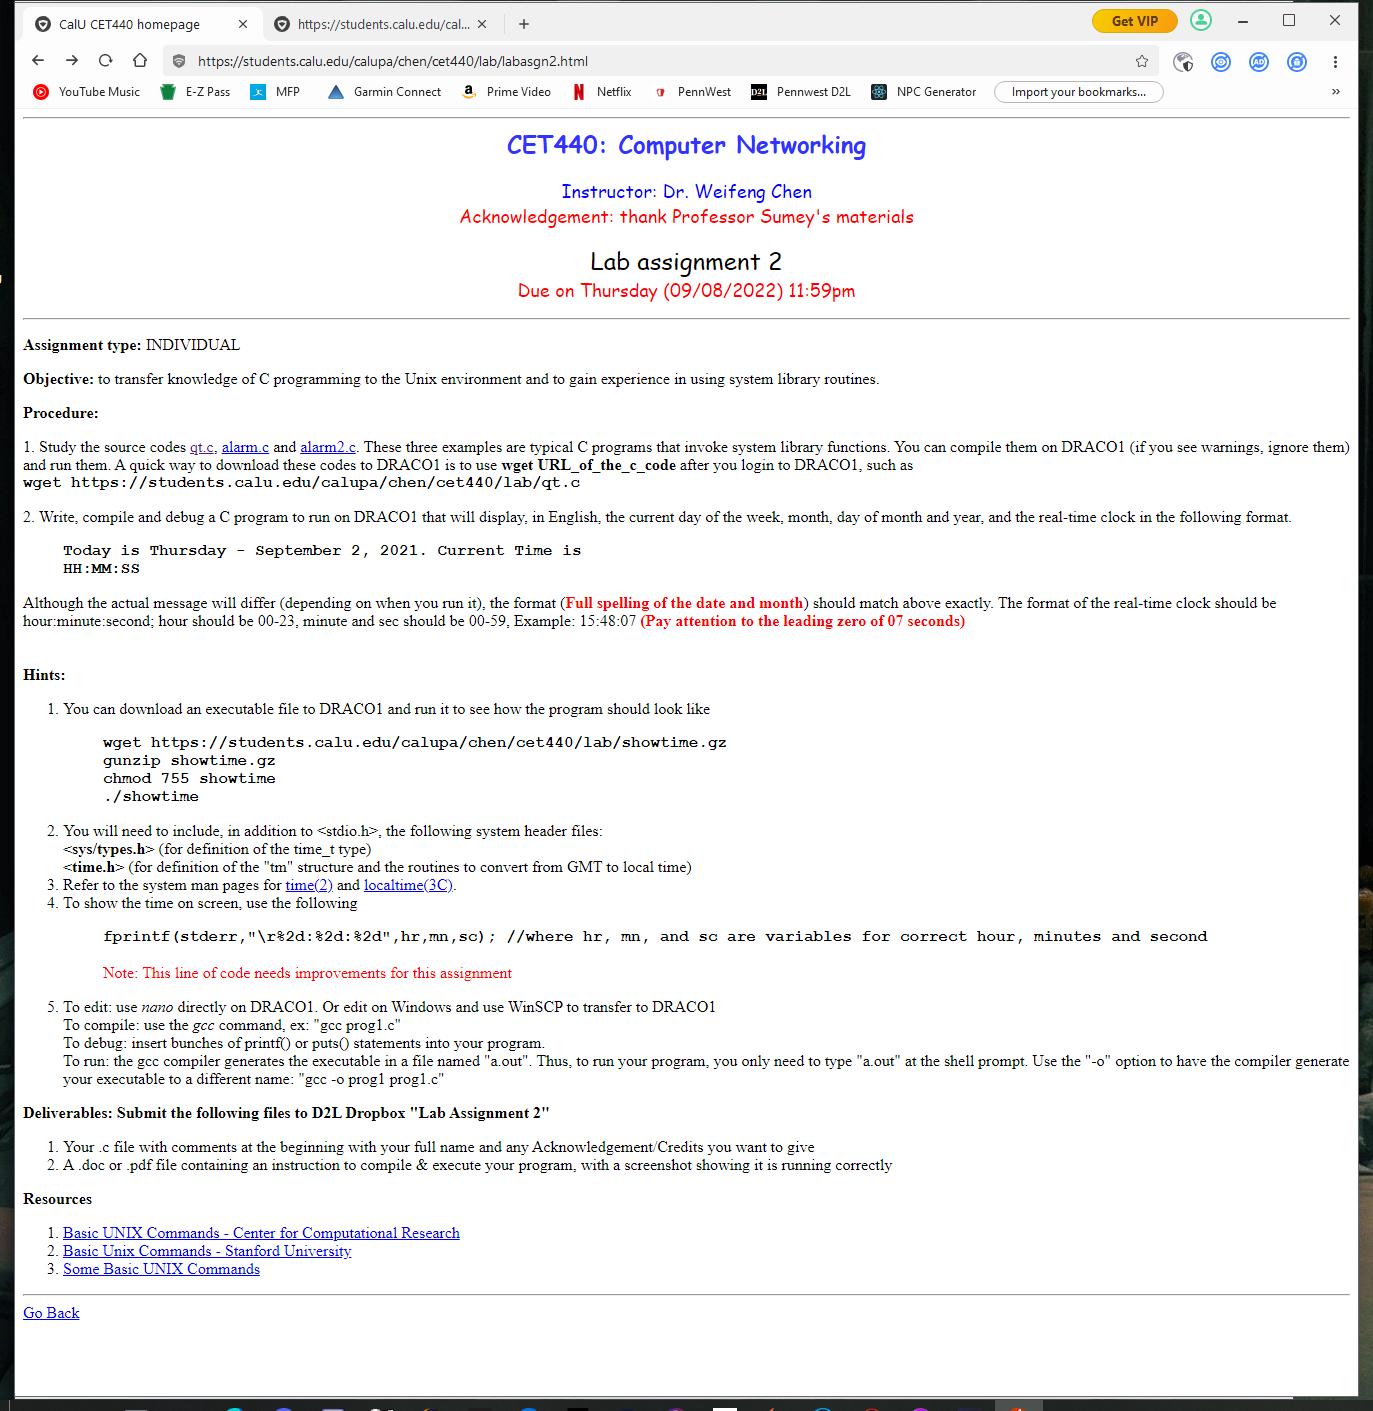 CalU CET440 homepage
https://students.calu.edu/cal...
Get VIP
https://students.calu.edu/calupa/chen/cet440/lab/labasgn2.html
YouTube Music E-Z Pass MFP Garmin Connect Prime Video Netflix PennWest D2L Pennwest D2L NPC Generator Import your bookmarks... »
CET440: Computer Networking
Instructor: Dr. Weifeng Chen
Acknowledgement: thank Professor Sumey's materials
Lab assignment 2
Due on Thursday (09/08/2022) 11:59pm
Assignment type: INDIVIDUAL
Objective: to transfer knowledge of C programming to the Unix environment and to gain experience in using system library routines.
Procedure:
1. Study the source codes qt.c, alarm.c and alarm2.c. These three examples are typical C programs that invoke system library functions. You can compile them on DRACO1 (if you see warnings, ignore them)
and run them. A quick way to download these codes to DRACO1 is to use wget URL_of_the_c_code after you login to DRACO1, such as
wget https://students.calu.edu/calupa/chen/cet440/lab/qt.c
2. Write, compile and debug a C program to run on DRACO1 that will display, in English, the current day of the week, month, day of month and year, and the real-time clock in the following format.
Today is Thursday - September 2, 2021. Current Time is
HH:MM:SS
Although the actual message will differ (depending on when you run it), the format (Full spelling of the date and month) should match above exactly. The format of the real-time clock should be
hour:minute:second; hour should be 00-23, minute and sec should be 00-59, Example: 15:48:07 (Pay attention to the leading zero of 07 seconds)
Hints:
1. You can download an executable file to DRACO1 and run it to see how the program should look like
wget https://students.calu.edu/calupa/chen/cet440/lab/showtime.gz
gunzip showtime.gz
chmod 755 showtime
./showtime
2. You will need to include, in addition to <stdio.h>, the following system header files:
<sys/types.h> (for definition of the time_t type)
<time.h> (for definition of the "tm" structure and the routines to convert from GMT to local time)
3. Refer to the system man pages for time(2) and localtime(3C).
4. To show the time on screen, use the following
fprintf(stderr,"\r%2d:%2d:%2d",hr,mn,sc); //where hr, mn, and sc are variables for correct hour, minutes and second
Note: This line of code needs improvements for this assignment
5. To edit: use nano directly on DRACO1. Or edit on Windows and use WinSCP to transfer to DRACO1
To compile: use the gcc command, ex: "gcc prog1.c"
To debug: insert bunches of printf() or puts() statements into your program.
To run: the gcc compiler generates the executable in a file named "a.out". Thus, to run your program, you only need to type "a.out" at the shell prompt. Use the "-o" option to have the compiler generate
your executable to a different name: "gcc -o prog1 prog1.c"
Deliverables: Submit the following files to D2L Dropbox "Lab Assignment 2"
1. Your .c file with comments at the beginning with your full name and any Acknowledgement/Credits you want to give
2. A .doc or .pdf file containing an instruction to compile & execute your program, with a screenshot showing it is running correctly
Resources
1. Basic UNIX Commands - Center for Computational Research
2. Basic Unix Commands - Stanford University
3. Some Basic UNIX Commands
Go Back